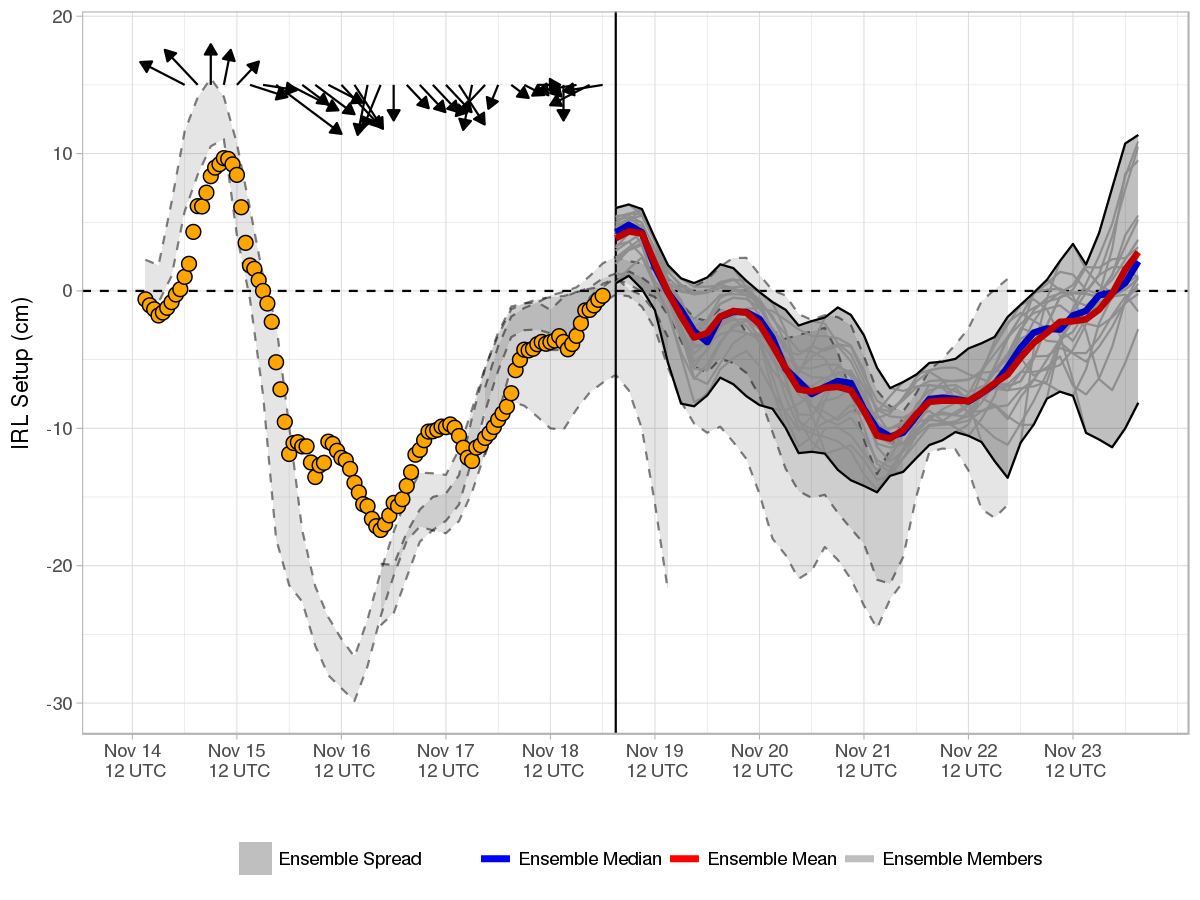 20
10
0
-10
-20
-30
IRL Setup (cm)
Nov 14
12 UTC
Nov 15
12 UTC
Nov 16
12 UTC
Nov 17
12 UTC
Nov 18
12 UTC
Nov 19
12 UTC
Nov 20
12 UTC
Nov 21
12 UTC
Nov 22
12 UTC
Nov 23
12 UTC
Ensemble Spread
Ensemble Median
Ensemble Mean
Ensemble Members